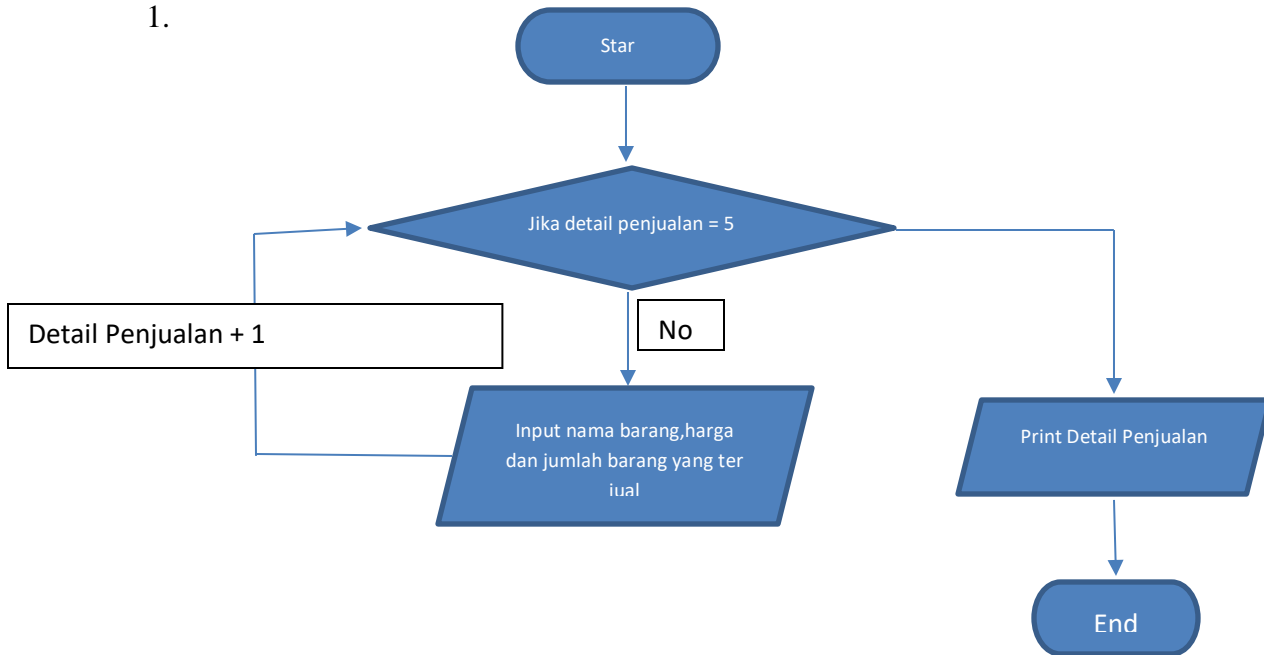 1.
Star
Jika detail penjualan = 5
Detail Penjualan + 1
No
Input nama barang,harga
dan jumlah barang yang ter
jual
Print Detail Penjualan
End